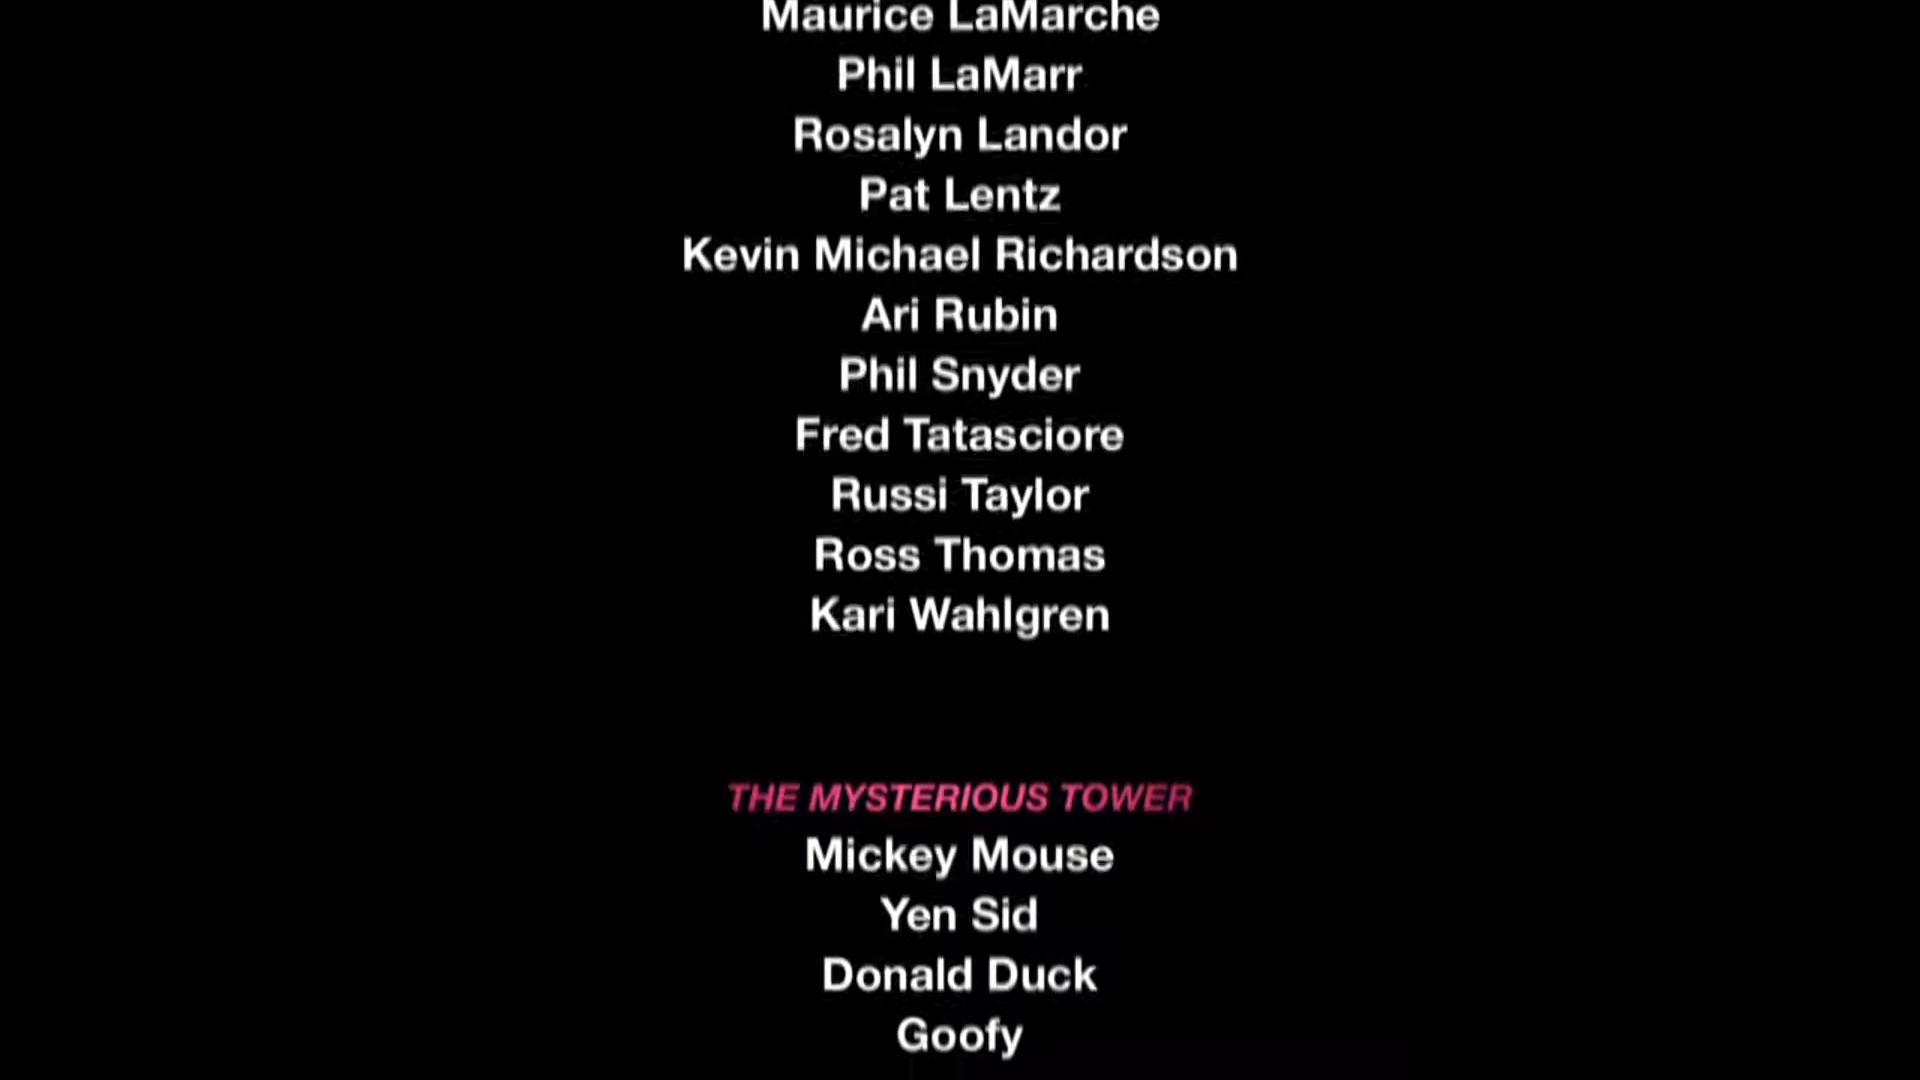 Maurice LaMarche
Phil LaMarr
Rosalyn Landor
Pat Lentz
Kevin Michael Richardson
Ari Rubin
Phil Snyder
Fred Tatasciore
Russi Taylor
Ross Thomas
Kari Wahlgren
THE MYSTERIOUS TOWER
Mickey Mouse
Yen Sid
Donald Duck
Goofy